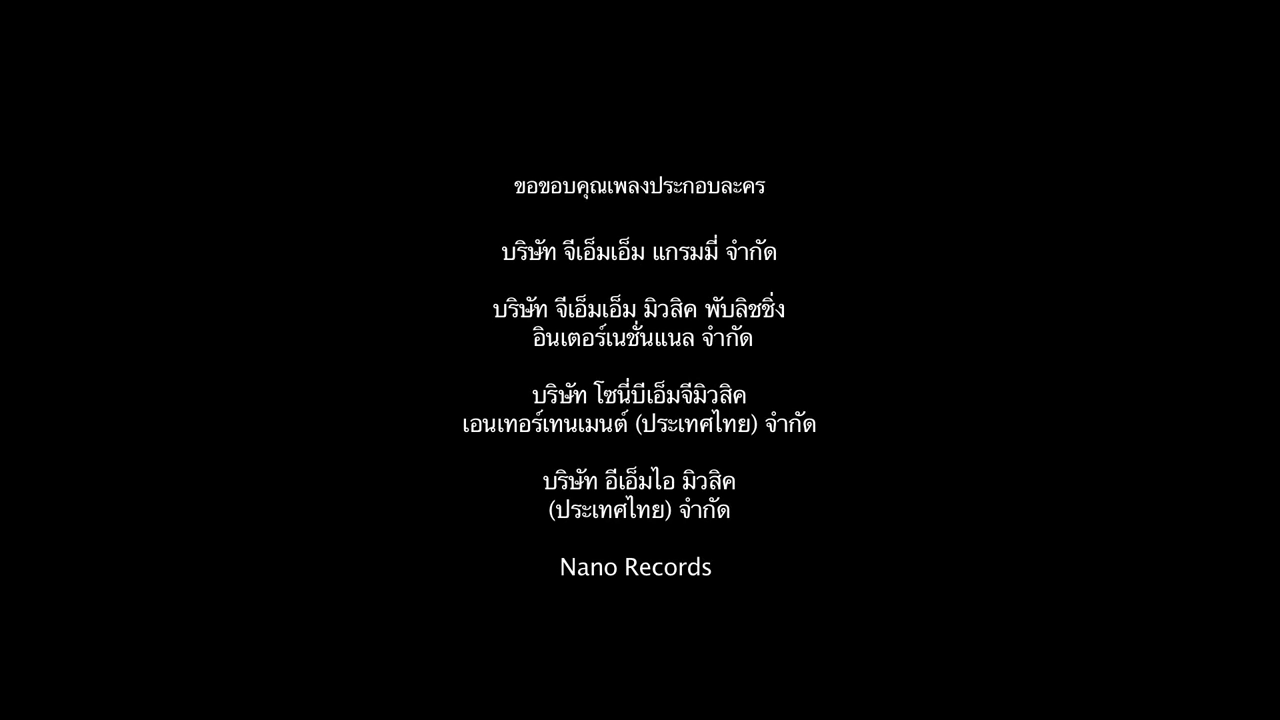 ขอขอบคุณเพลงประกอบละคร
บริษัท จีเอ็มเอ็ม แกรมมี่ จำกัด
บริษัท จีเอ็มเอ็ม มิวสิค พับลิชชิ่ง
อินเตอร์เนชั่นแนล จำกัด
บริษัท โซนี่บีเอ็มจีมิวสิค
เอนเทอร์เทนเมนต์ (ประเทศไทย) จำกัด
บริษัท อีเอ็มไอ มิวสิค
(ประเทศไทย) จำกัด
Nano Records